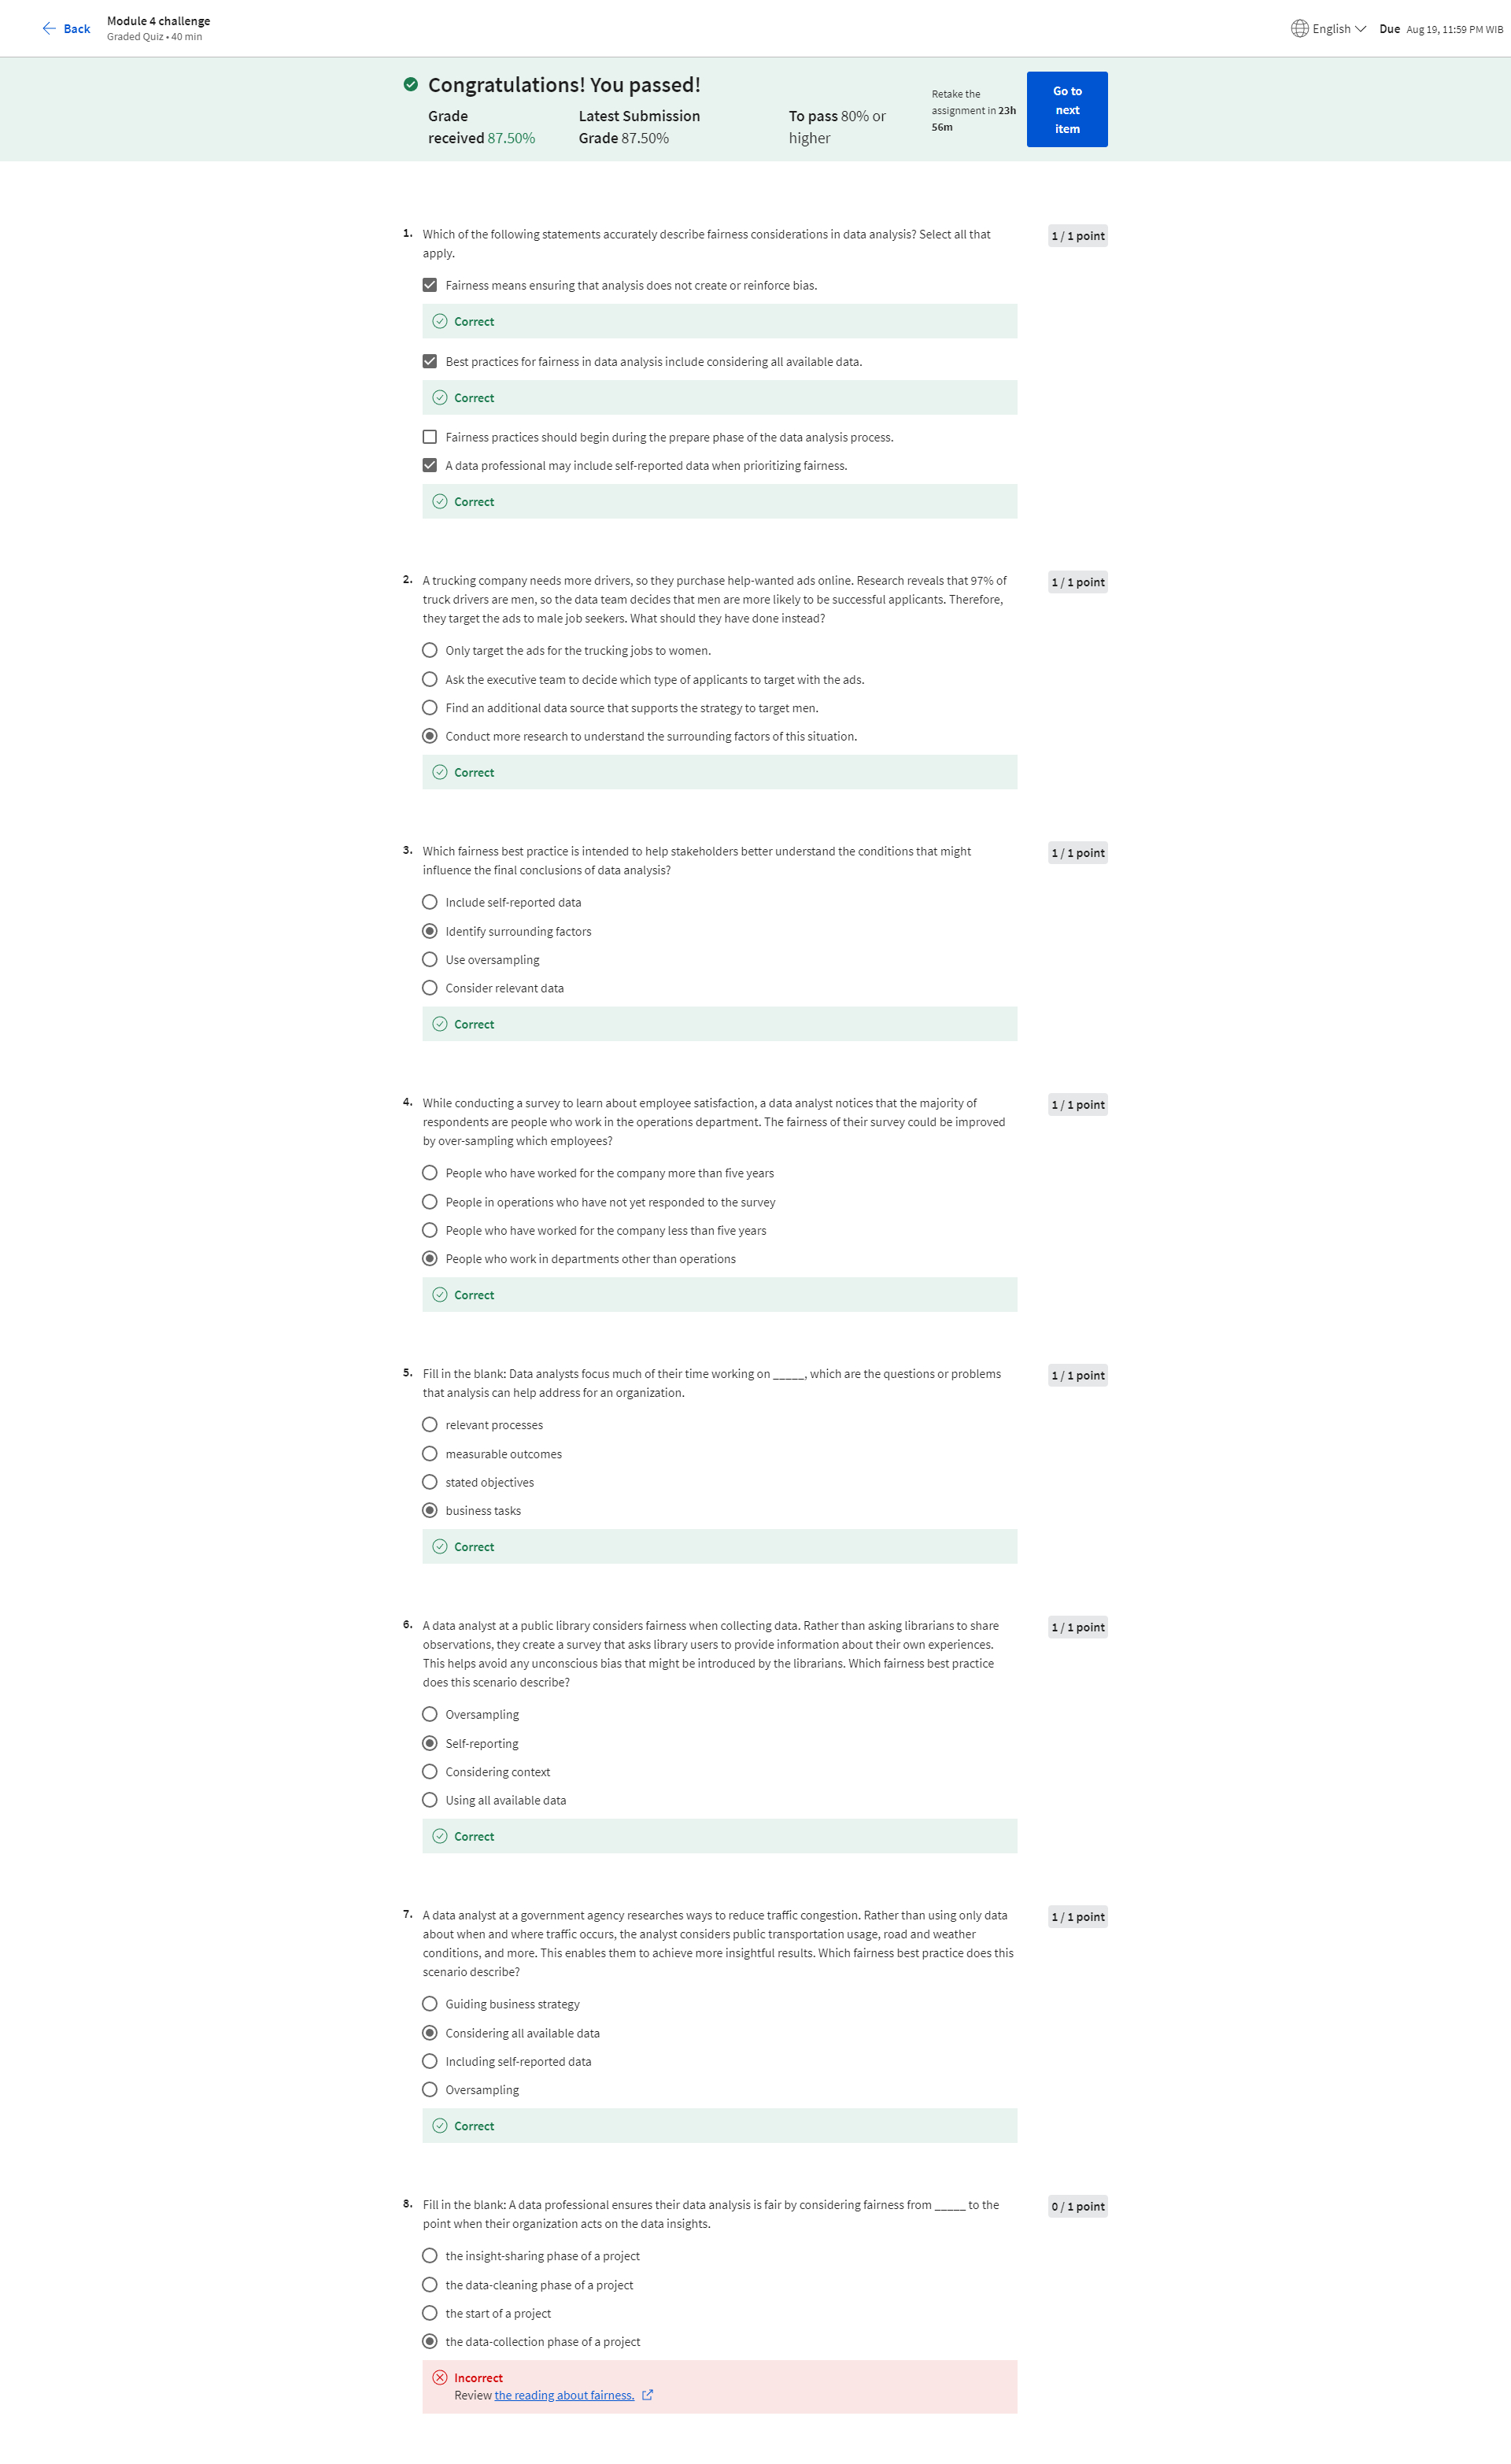 Back
Module 4 challenge
Graded Quiz • 40 min
English
Due Aug 19, 11:59 PM WIB
Congratulations! You passed!
Grade
received 87.50%
Latest Submission
Grade 87.50%
To pass 80% or
higher
Retake the
assignment in 23h
56m
Go to
next
item
1. Which of the following statements accurately describe fairness considerations in data analysis? Select all that
apply.
1 / 1 point
Fairness means ensuring that analysis does not create or reinforce bias.
Correct
Best practices for fairness in data analysis include considering all available data.
Correct
Fairness practices should begin during the prepare phase of the data analysis process.
A data professional may include self-reported data when prioritizing fairness.
Correct
2. A trucking company needs more drivers, so they purchase help-wanted ads online. Research reveals that 97% of
truck drivers are men, so the data team decides that men are more likely to be successful applicants. Therefore,
they target the ads to male job seekers. What should they have done instead?
1 / 1 point
Only target the ads for the trucking jobs to women.
Ask the executive team to decide which type of applicants to target with the ads.
Find an additional data source that supports the strategy to target men.
Conduct more research to understand the surrounding factors of this situation.
Correct
3. Which fairness best practice is intended to help stakeholders better understand the conditions that might
influence the final conclusions of data analysis?
1 / 1 point
Include self-reported data
Identify surrounding factors
Use oversampling
Consider relevant data
Correct
4. While conducting a survey to learn about employee satisfaction, a data analyst notices that the majority of
respondents are people who work in the operations department. The fairness of their survey could be improved
by over-sampling which employees?
1 / 1 point
People who have worked for the company more than five years
People in operations who have not yet responded to the survey
People who have worked for the company less than five years
People who work in departments other than operations
Correct
5. Fill in the blank: Data analysts focus much of their time working on _____, which are the questions or problems
that analysis can help address for an organization.
1 / 1 point
relevant processes
measurable outcomes
stated objectives
business tasks
Correct
6. A data analyst at a public library considers fairness when collecting data. Rather than asking librarians to share
observations, they create a survey that asks library users to provide information about their own experiences.
This helps avoid any unconscious bias that might be introduced by the librarians. Which fairness best practice
does this scenario describe?
1 / 1 point
Oversampling
Self-reporting
Considering context
Using all available data
Correct
7. A data analyst at a government agency researches ways to reduce traffic congestion. Rather than using only data
about when and where traffic occurs, the analyst considers public transportation usage, road and weather
conditions, and more. This enables them to achieve more insightful results. Which fairness best practice does this
scenario describe?
1 / 1 point
Guiding business strategy
Considering all available data
Including self-reported data
Oversampling
Correct
8. Fill in the blank: A data professional ensures their data analysis is fair by considering fairness from _____ to the
point when their organization acts on the data insights.
0 / 1 point
the insight-sharing phase of a project
the data-cleaning phase of a project
the start of a project
the data-collection phase of a project
Incorrect
Review the reading about fairness.